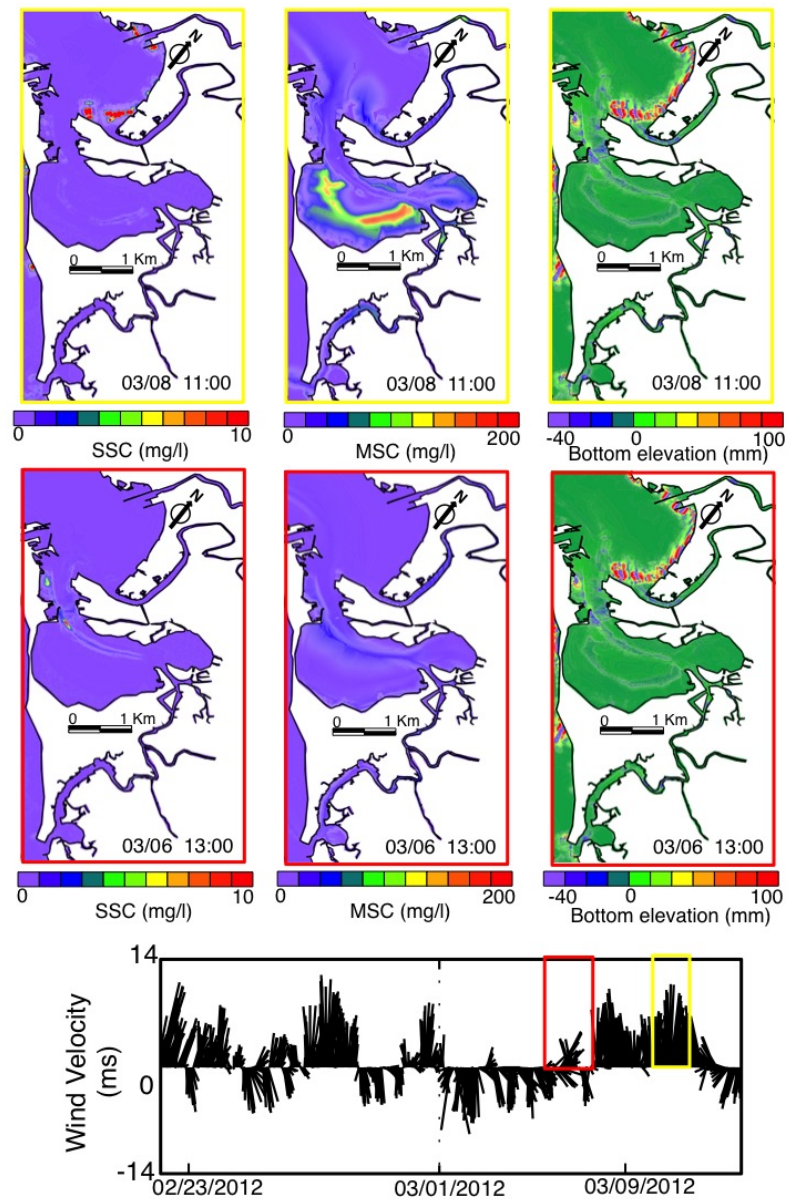 N N N
0 1 Km 0 1 Km 0 1 Km
03/08 11:00 03/08 11:00 03/08 11:00
0 10 0 200 -40 0 100
SSC (mg/l) MSC (mg/l) Bottom elevation (mm)
N N N
0 1 Km 0 1 Km 0 1 Km
03/06 13:00 03/06 13:00 03/06 13:00
0 10 0 200 -40 0 100
SSC (mg/l) MSC (mg/l) Bottom elevation (mm)
14
Wind Velocity
(ms)
0
-14
02/23/2012 03/01/2012 03/09/2012